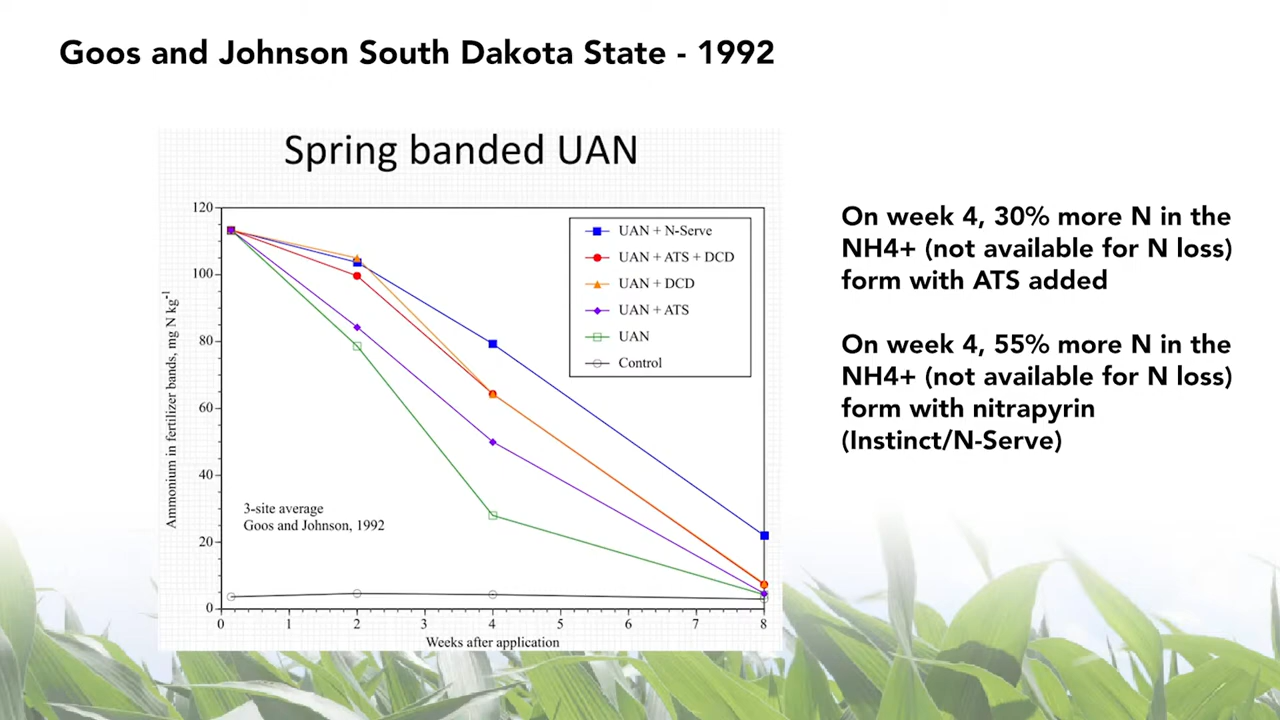 Goos and Johnson South Dakota State - 1992
Spring banded UAN
120
100
80
60
40
20
0
Ammonium in fertilizer bands, mg N kg-1
UAN + N-Serve
UAN + ATS + DCD
UAN + DCD
UAN + ATS
UAN
Control
3-site average
Goos and Johnson, 1992
0 1 2 3 4 5 6 7 8
Weeks after application
On week 4, 30% more N in the
NH4+ (not available for N loss)
form with ATS added
On week 4, 55% more N in the
NH4+ (not available for N loss)
form with nitrapyrin
(Instinct/N-Serve)